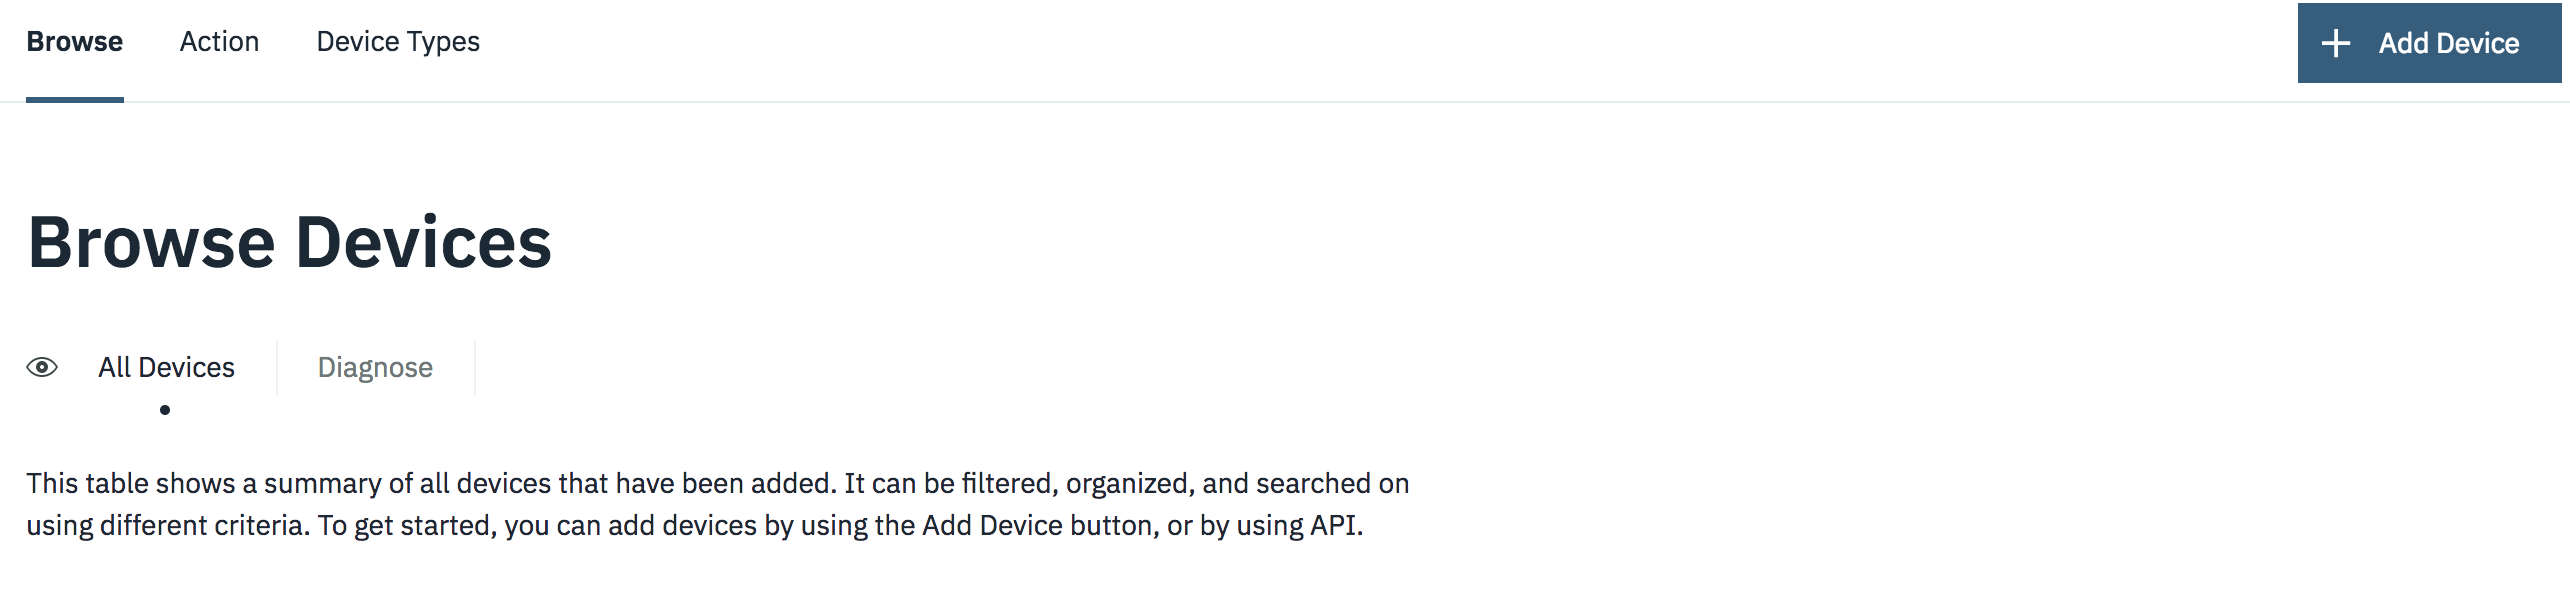 Browse Action Device Types + Add Device
Browse Devices
All Devices Diagnose
This table shows a summary of all devices that have been added. It can be filtered, organized, and searched on
using different criteria. To get started, you can add devices by using the Add Device button, or by using API.